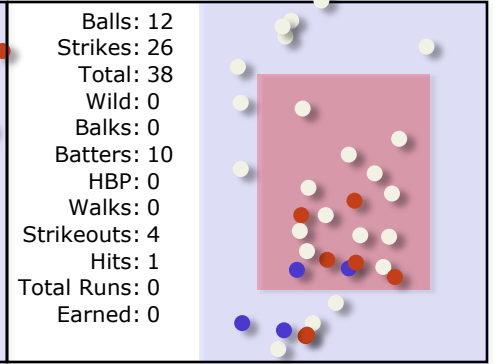 Balls: 12
Strikes: 26
Total: 38
Wild: 0
Balks: 0
Batters: 10
HBP: 0
Walks: 0
Strikeouts: 4
Hits: 1
Total Runs: 0
Earned: 0